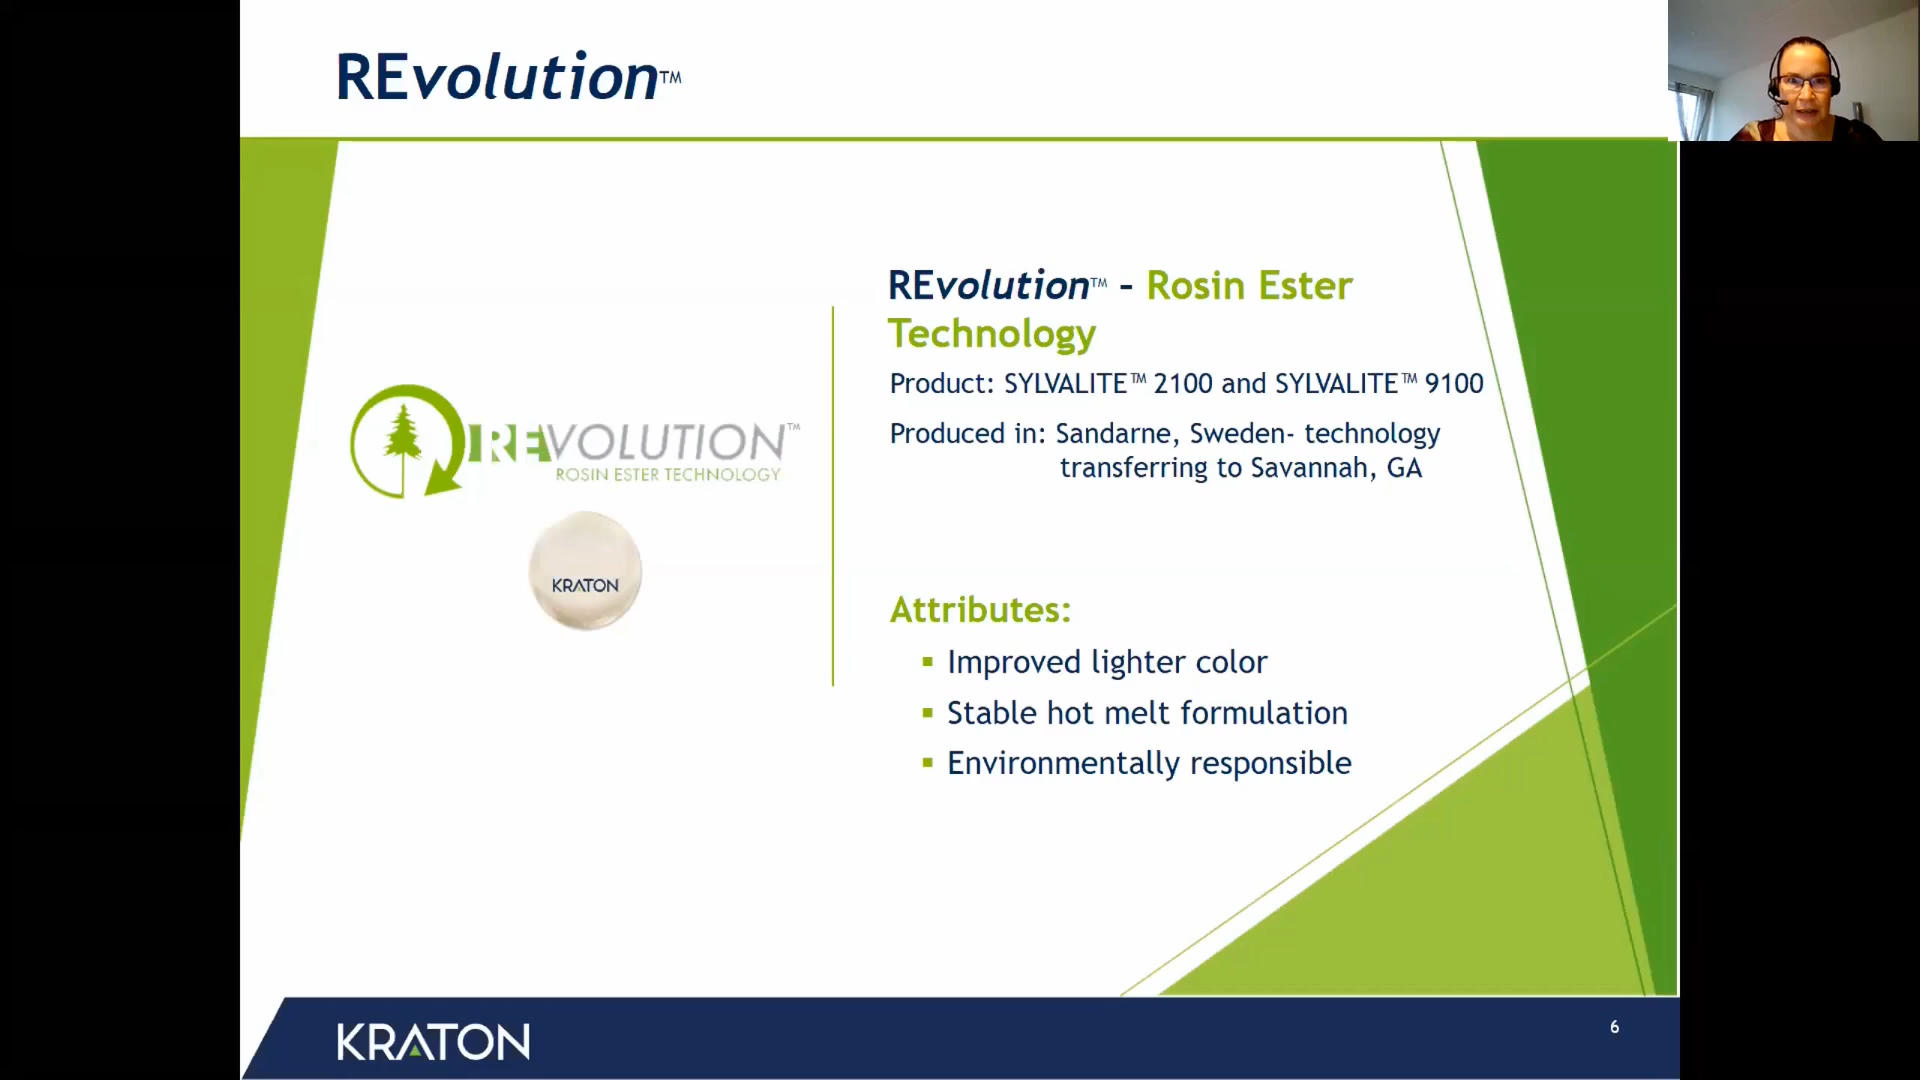 REvolution™
REvolution™ – Rosin Ester
Technology
Product: SYLVALITE™ 2100 and SYLVALITE™ 9100
Produced in: Sandarne, Sweden- technology
transferring to Savannah, GA
REVOLUTION™
ROSIN ESTER TECHNOLOGY
KRATON
Attributes:
▪ Improved lighter color
▪ Stable hot melt formulation
▪ Environmentally responsible
KRATON
6